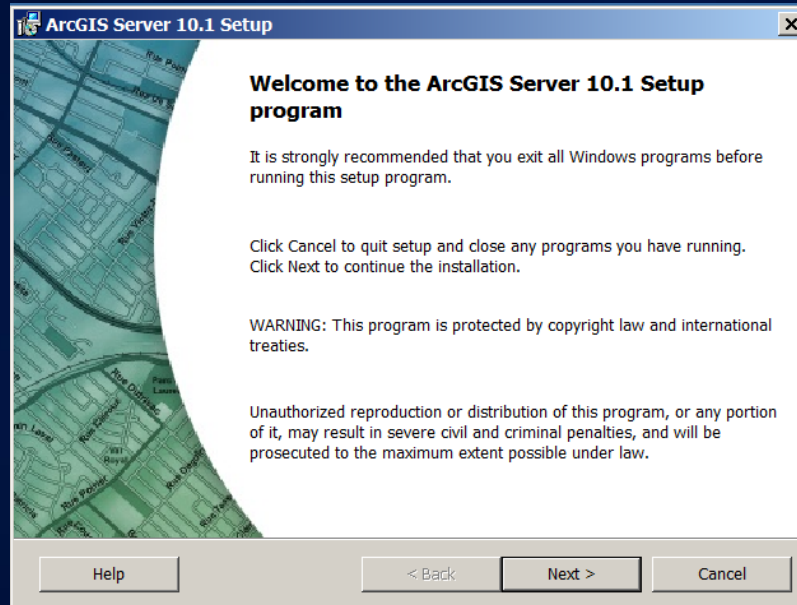 ArcGIS Server 10.1 Setup
Welcome to the ArcGIS Server 10.1 Setup
program
It is strongly recommended that you exit all Windows programs before
running this setup program.
Click Cancel to quit setup and close any programs you have running.
Click Next to continue the installation.
WARNING: This program is protected by copyright law and international
treaties.
Unauthorized reproduction or distribution of this program, or any portion
of it, may result in severe civil and criminal penalties, and will be
prosecuted to the maximum extent possible under law.
Help
< Back
Next >
Cancel